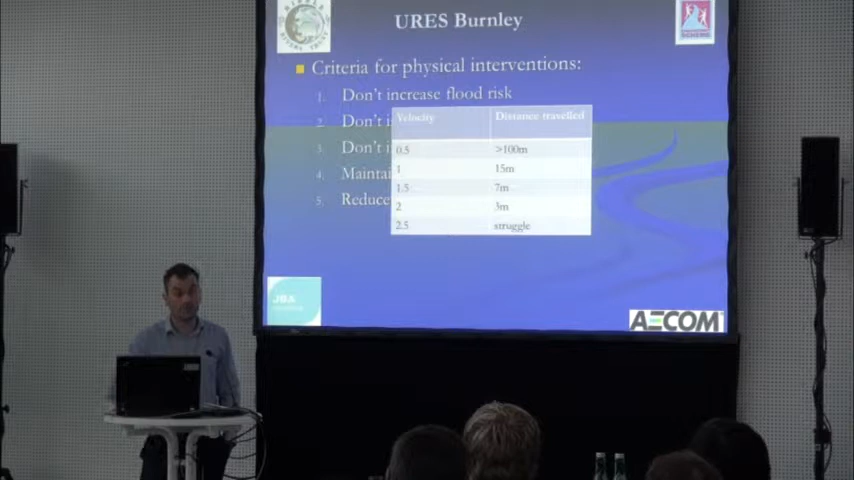 URES Burnley
Criteria for physical interventions:
1. Don't increase flood risk
2. Don't i
3. Don't i
4. Maintai
5. Reduce
Velocity Distance travelled
0.5 >100m
1 15m
1.5 7m
2 3m
2.5 struggle
JBA
AECOM